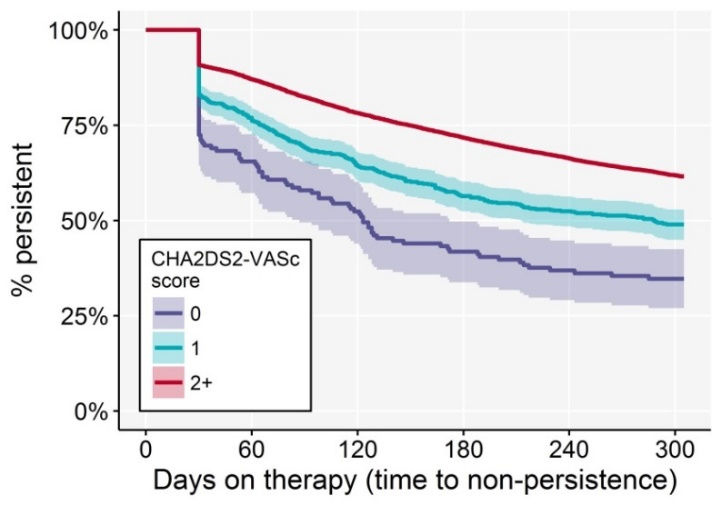 100%
75%
50%
25%
0%
% persistent
CHA2DS2-VASc
score
0
1
2+
0 60 120 180 240 300
Days on therapy (time to non-persistence)